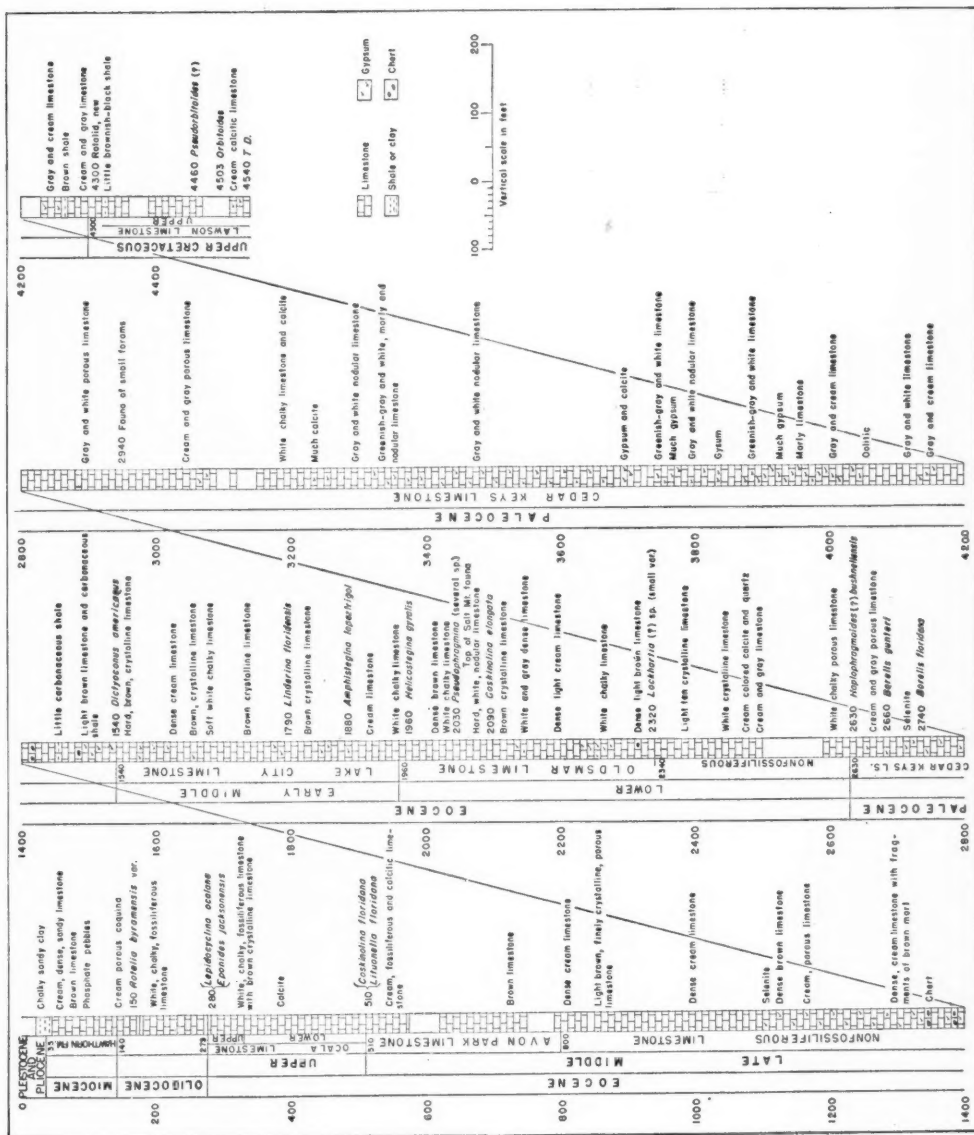 0
200
400
600
800
1000
1200
1400
PLEISTOCENE
AND
PLIOCENE
MIOCENE
OLIGOCENE
EOCENE
UPPER
LATE MIDDLE
35
HAWTHORN FM.
140
279
OCALA LIMESTONE
UPPER
LOWER
510
AVON PARK LIMESTONE
800
NONFOSSILIFEROUS LIMESTONE
Chalky sandy clay
Cream, dense, sandy limestone
Brown limestone
Phosphate pebbles
Cream porous coquina
150 Rotalia byramensis var.
White, chalky, fossiliferous
limestone
280 Lepidocyclina ocalana
Eponides jacksonensis
White, chalky, fossiliferous limestone
with brown crystalline limestone
Calcite
510 Coskinolina floridana
Lituonella floridana
Cream, fossiliferous and calcitic lime-
stone
Brown limestone
Dense cream limestone
Light brown, finely crystalline, porous
limestone
Dense cream limestone
Selenite
Dense brown limestone
Cream, porous limestone
Dense, cream limestone with frag-
ments of brown marl
Chert
1400
1600
1800
2000
2200
2400
2600
2800
EOCENE
PALEOCENE
EARLY MIDDLE
LOWER
1540
LAKE CITY LIMESTONE
1960
OLDSMAR LIMESTONE
2340
NONFOSSILIFEROUS
2630
CEDAR KEYS LS.
Little carbonaceous shale
Light brown limestone and carbonaceous
shale
1540 Dictyoconus americanus
Hard, brown, crystalline limestone
Dense cream limestone
Brown, crystalline limestone
Soft white chalky limestone
Brown crystalline limestone
1790 Linderina floridensis
Brown crystalline limestone
1880 Amphistegina lopeztrigoi
Cream limestone
White chalky limestone
1960 Helicostegina gyralis
Dense brown limestone
White chalky limestone
2030 Pseudophragmina (several sp.)
Top of Salt Mt. fauna
Hard, white, nodular limestone
2090 Coskinolina elongata
Brown crystalline limestone
White and gray dense limestone
Dense light cream limestone
White chalky limestone
Dense light brown limestone
2320 Lockhartia (?) sp. (small var.)
Light tan crystalline limestone
White crystalline limestone
Cream colored calcite and quartz
Cream and grey limestone
White chalky porous limestone
2630 Haplophragmoides (?) bushnellensis
Cream and gray porous limestone
2660 Borelis gunteri
Selenite
2740 Borelis floridana
2800
3000
3200
3400
3600
3800
4000
4200
PALEOCENE
CEDAR KEYS LIMESTONE
Gray and white porous limestone
2940 Fauna of small forams
Cream and gray porous limestone
White chalky limestone and calcite
Much calcite
Gray and white nodular limestone
Greenish-gray and white, marly and
nodular limestone
Gray and white nodular limestone
Gypsum and calcite
Greenish-gray and white limestone
Much gypsum
Gray and white nodular limestone
Gysum
Greenish-gray and white limestone
Much gypsum
Marly limestone
Gray and cream limestone
Oolitic
Gray and white limestone
Gray and cream limestone
4200
4400
UPPER CRETACEOUS
4300
LAWSON LIMESTONE
UPPER
Gray and cream limestone
Brown shale
Cream and gray limestone
4300 Rotalid, new
Little brownish-black shale
4460 Pseudorbitoides (?)
4503 Orbitoides
Cream calcitic limestone
4540 T D.
Limestone
Gypsum
Shale or clay
Chert
100
0
100
200
Vertical scale in feet